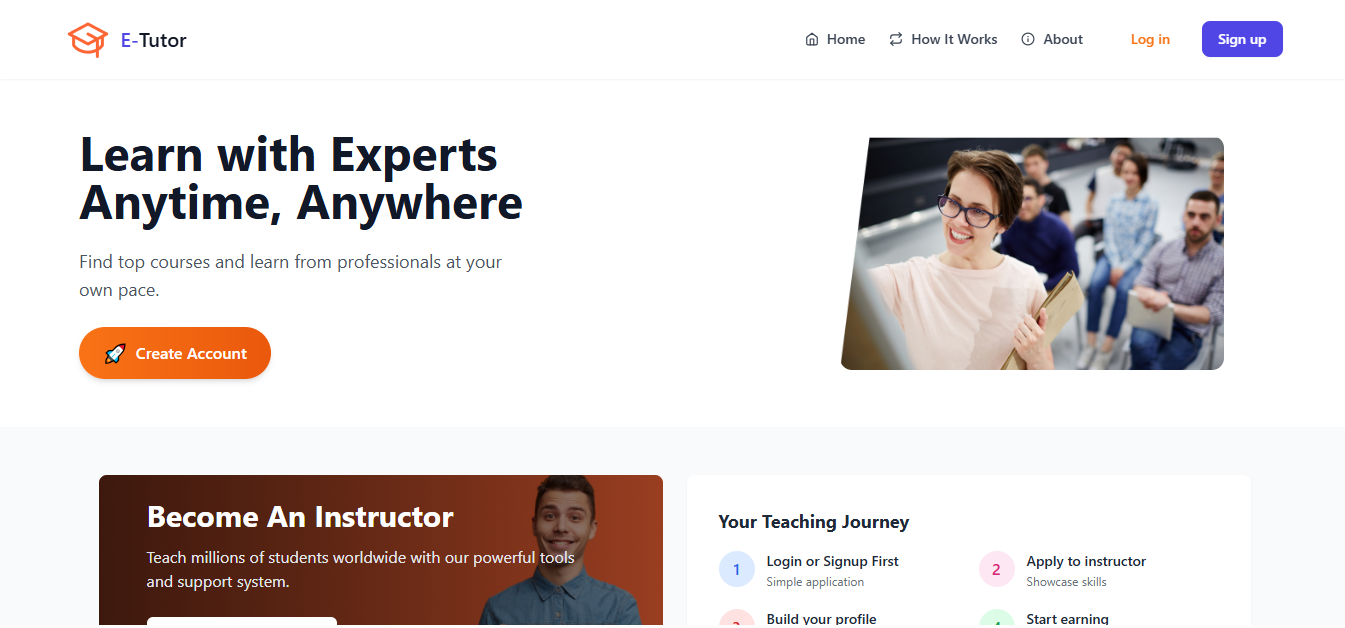 E-Tutor
Home
How It Works
About
Log in
Sign up
Learn with Experts
Anytime, Anywhere
Find top courses and learn from professionals at your
own pace.
Create Account
Become An Instructor
Teach millions of students worldwide with our powerful tools
and support system.
Your Teaching Journey
1
Login or Signup First
Simple application
2
Apply to instructor
Showcase skills
3
Build your profile
4
Start earning